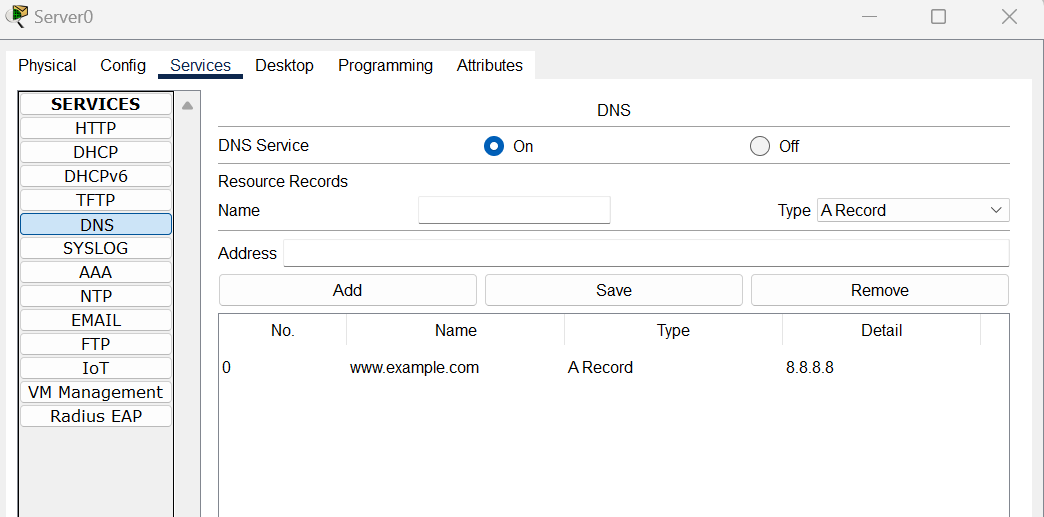 Server0
Physical Config Services Desktop Programming Attributes
SERVICES
HTTP
DHCP
DHCPv6
TFTP
DNS
SYSLOG
AAA
NTP
EMAIL
FTP
IoT
VM Management
Radius EAP
DNS
DNS Service On Off
Resource Records
Name Type A Record
Address
Add Save Remove
No. Name Type Detail
0 www.example.com A Record 8.8.8.8